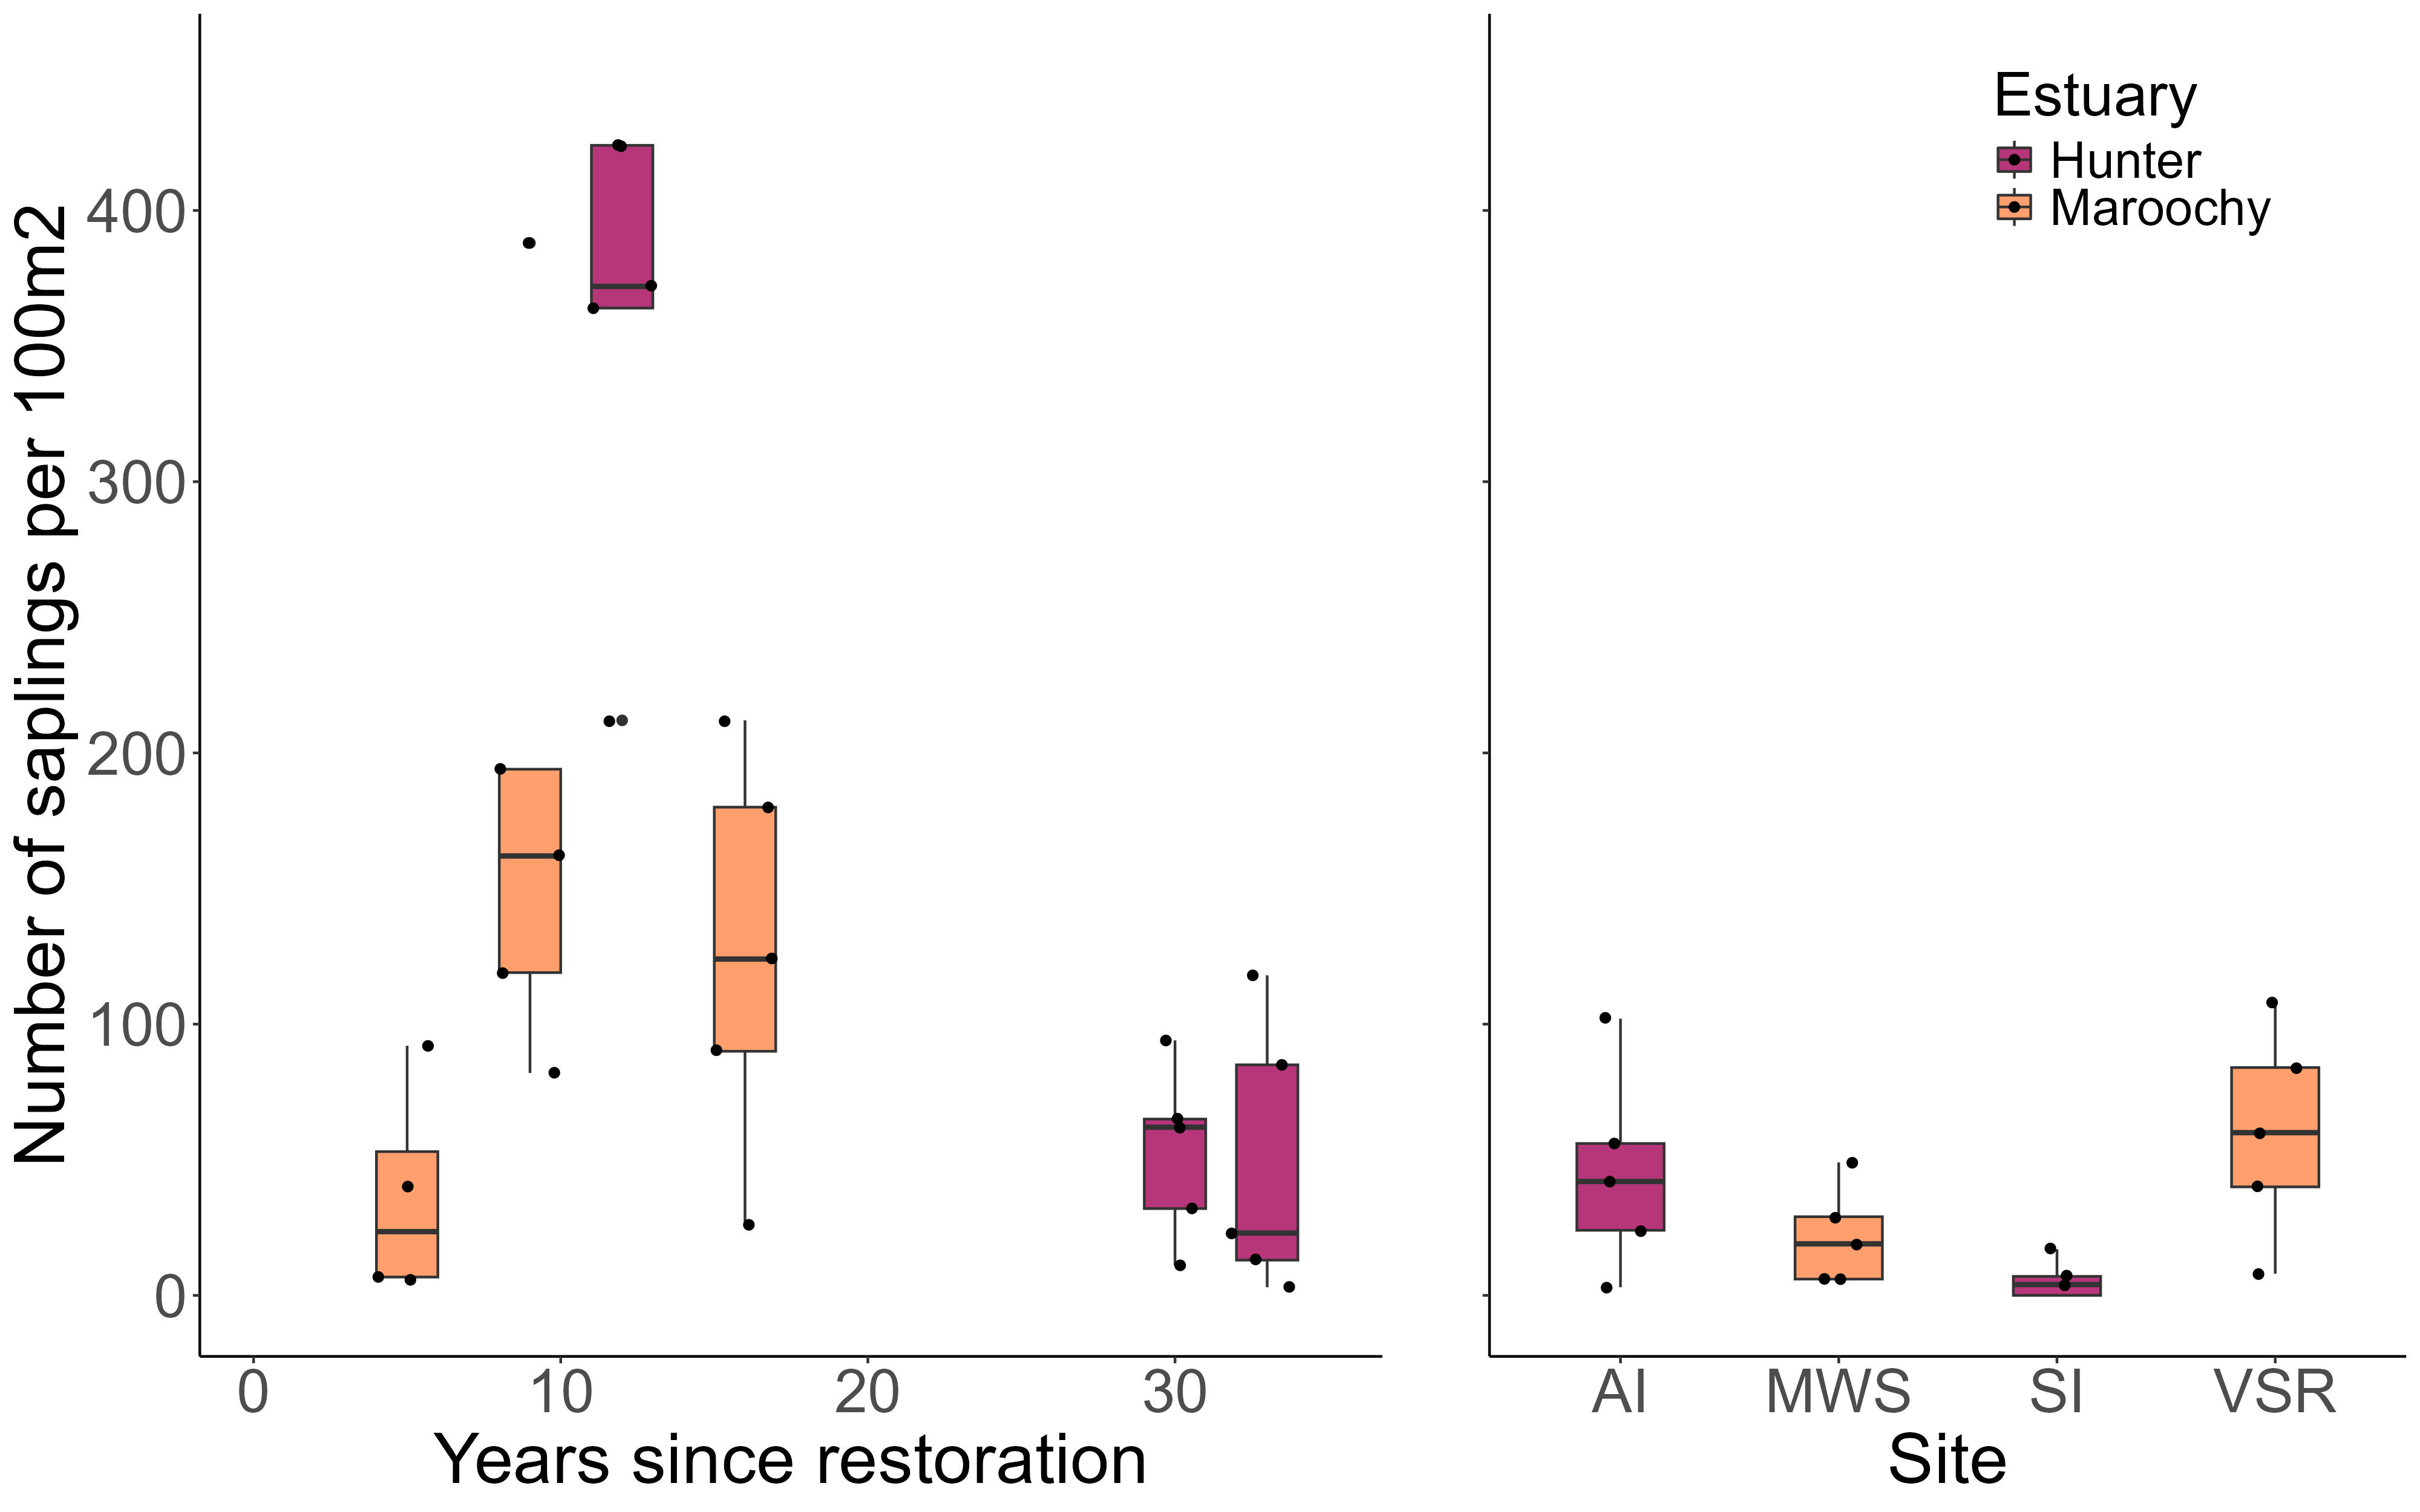 Number of saplings per 100m2
400
300
200
100
0
0 10 20 30
Years since restoration
Estuary
Hunter
Maroochy
AI MWS SI VSR
Site